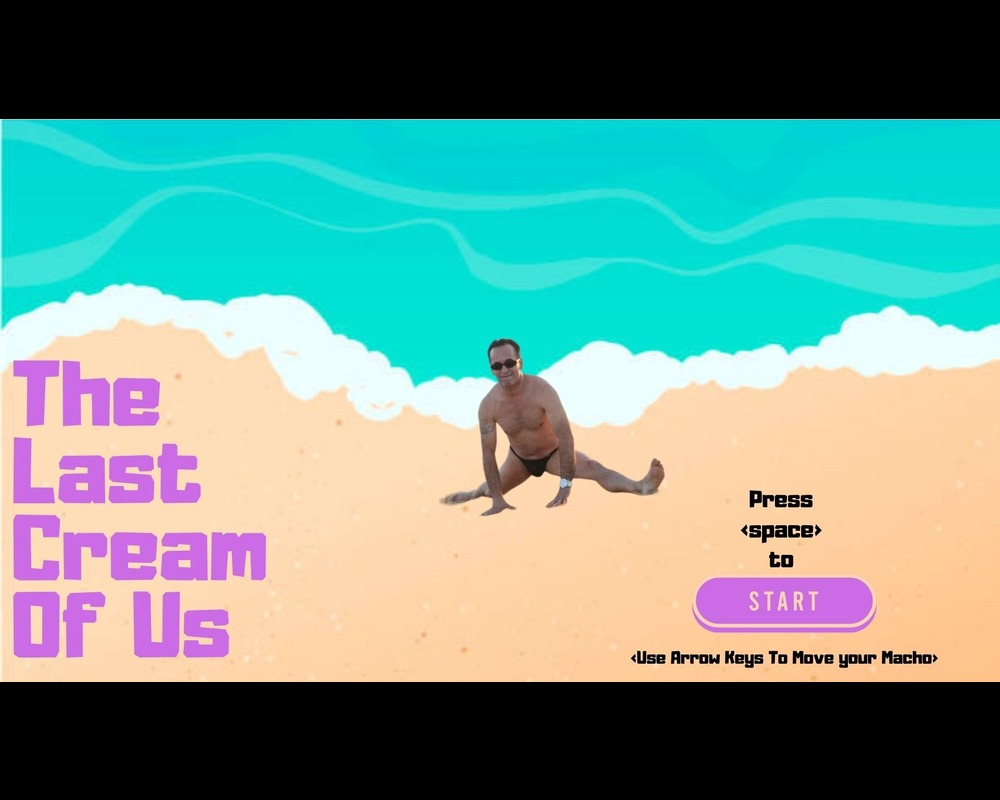 The
Last
Cream
Of Us
Press
<space>
to
START
<Use Arrow Keys To Move your Macho>